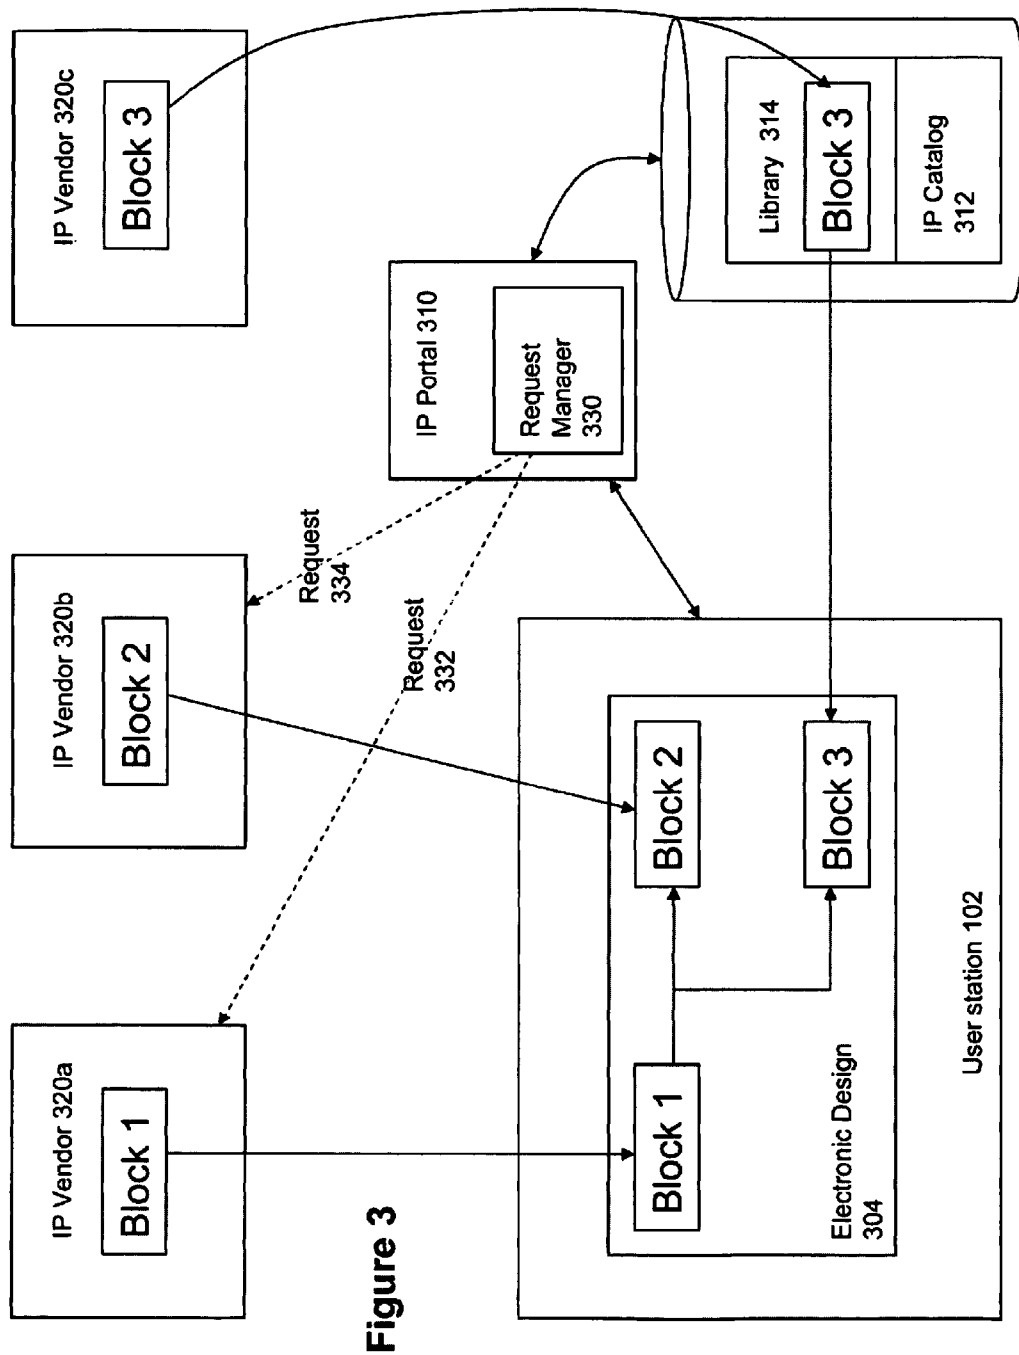 IP Vendor 320a
Block 1
IP Vendor 320b
Block 2
IP Vendor 320c
Block 3
Figure 3
Request
334
Request
332
IP Portal 310
Request
Manager
330
Block 1
Block 2
Block 3
Electronic Design
304
User station 102
Library 314
Block 3
IP Catalog
312